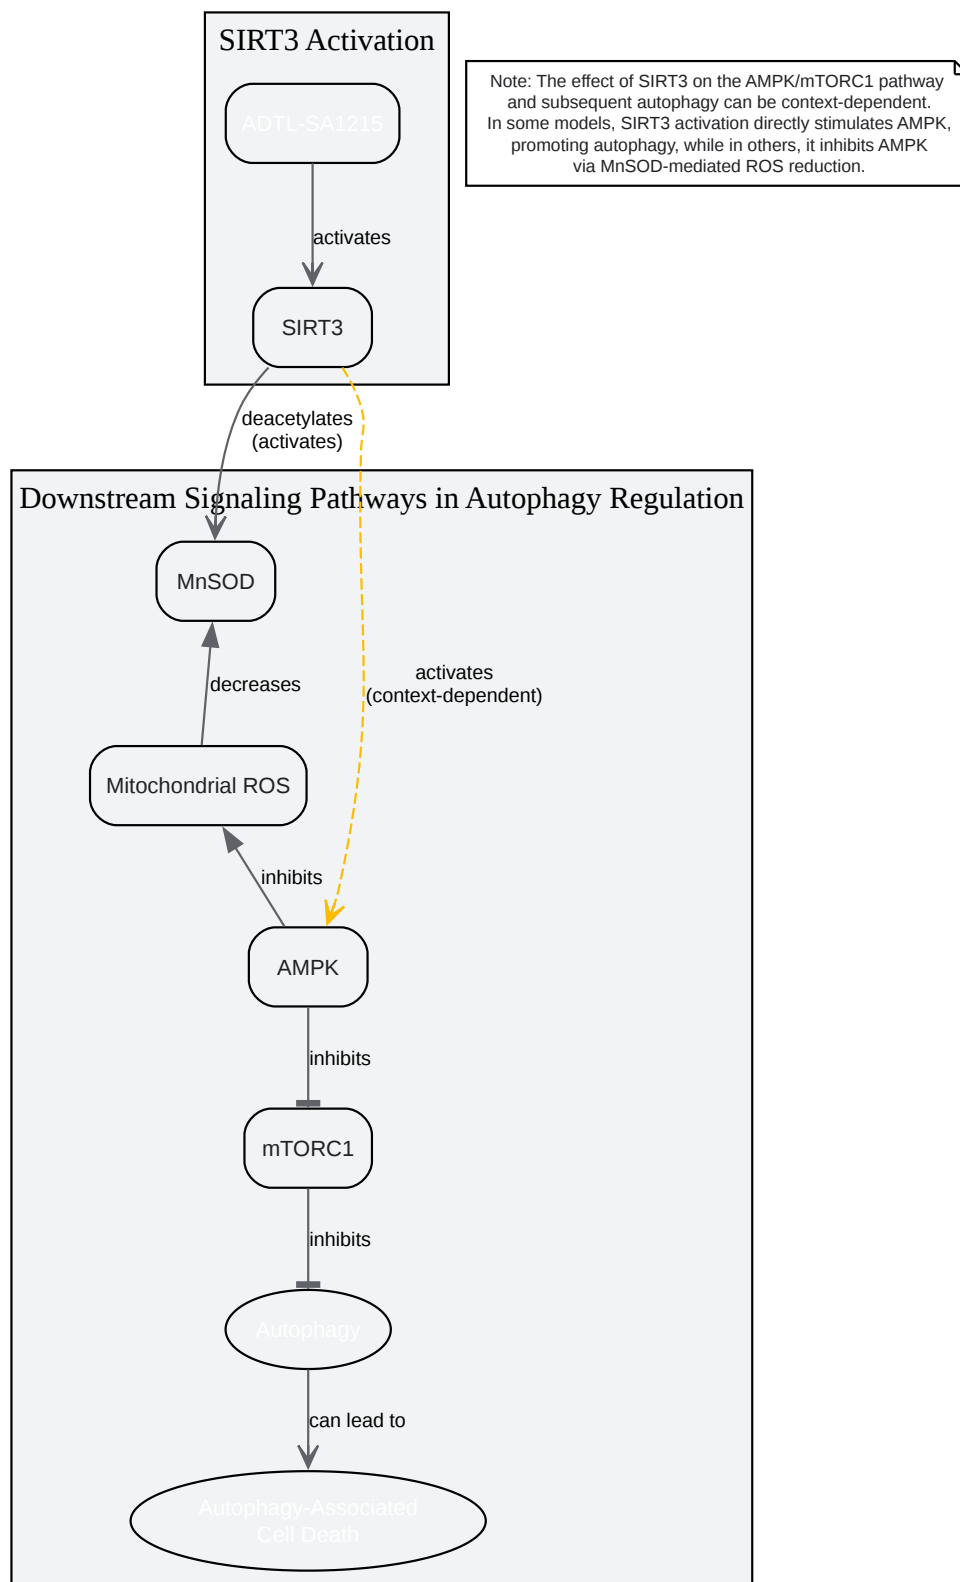 SIRT3 Activation
ADTL-SA1215
Note: The effect of SIRT3 on the AMPK/mTORC1 pathway
and subsequent autophagy can be context-dependent.
In some models, SIRT3 activation directly stimulates AMPK,
promoting autophagy, while in others, it inhibits AMPK
via MnSOD-mediated ROS reduction.
activates
SIRT3
deacetylates
(activates)
Downstream Signaling Pathways in Autophagy Regulation
MnSOD
activates
(context-dependent)
decreases
Mitochondrial ROS
inhibits
AMPK
inhibits
mTORC1
inhibits
Autophagy
can lead to
Autophagy-Associated
Cell Death